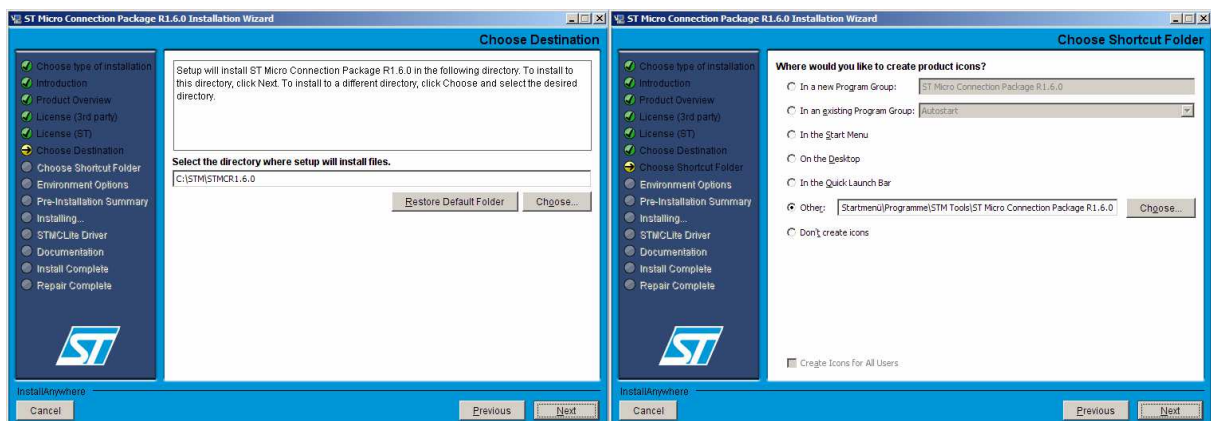 ST Micro Connection Package R1.6.0 Installation Wizard
Choose Destination
Choose type of installation
Introduction
Product Overview
License (3rd party)
License (ST)
Choose Destination
Choose Shortcut Folder
Environment Options
Pre-Installation Summary
Installing...
STMCLite Driver
Documentation
Install Complete
Repair Complete
ST
Setup will install ST Micro Connection Package R1.6.0 in the following directory. To install to
this directory, click Next. To install to a different directory, click Choose and select the desired
directory.
Select the directory where setup will install files.
C:\STM\STMCR1.6.0
Restore Default Folder
Choose...
InstallAnywhere
Cancel
Previous
Next
ST Micro Connection Package R1.6.0 Installation Wizard
Choose Shortcut Folder
Choose type of installation
Introduction
Product Overview
License (3rd party)
License (ST)
Choose Destination
Choose Shortcut Folder
Environment Options
Pre-Installation Summary
Installing...
STMCLite Driver
Documentation
Install Complete
Repair Complete
ST
Where would you like to create product icons?
In a new Program Group: ST Micro Connection Package R1.6.0
In an existing Program Group: Autostart
In the Start Menu
On the Desktop
In the Quick Launch Bar
Other: Startmenü\Programme\STM Tools\ST Micro Connection Package R1.6.0 Choose...
Don't create icons
Create Icons for All Users
InstallAnywhere
Cancel
Previous
Next